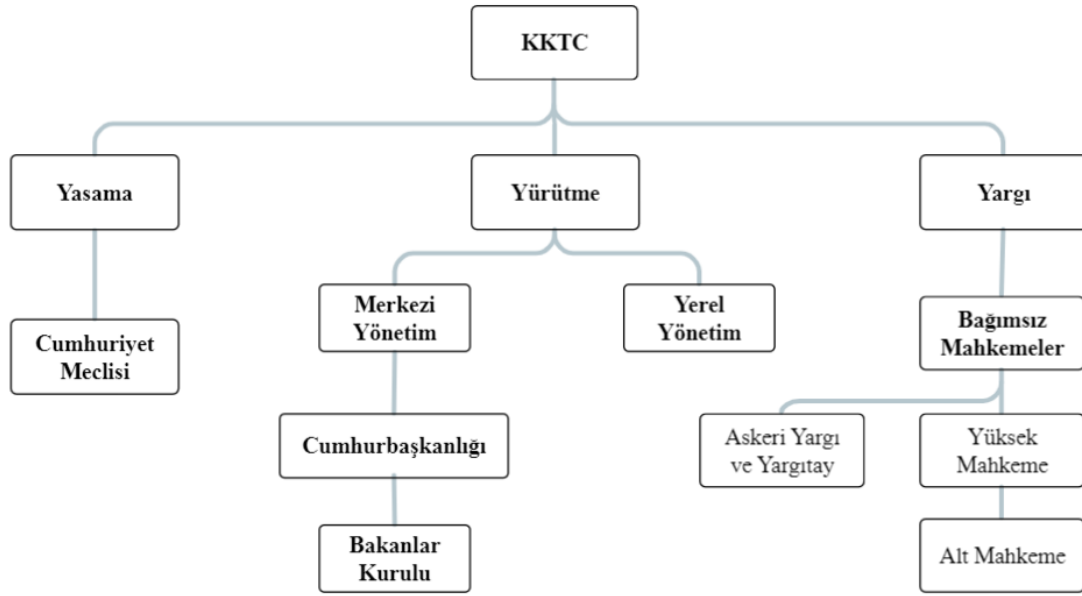 KKTC
Yasama
Yürütme
Yargı
Cumhuriyet
Meclisi
Merkezi
Yönetim
Yerel
Yönetim
Bağımsız
Mahkemeler
Cumhurbaşkanlığı
Askeri Yargı
ve Yargıtay
Yüksek
Mahkeme
Bakanlar
Kurulu
Alt Mahkeme